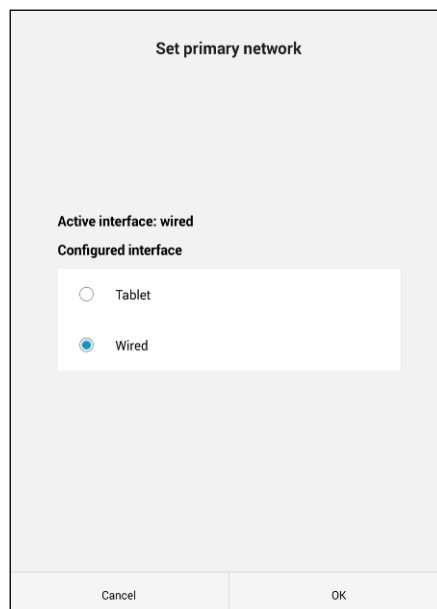 Set primary network
Active interface: wired
Configured interface
Tablet
Wired
Cancel
OK